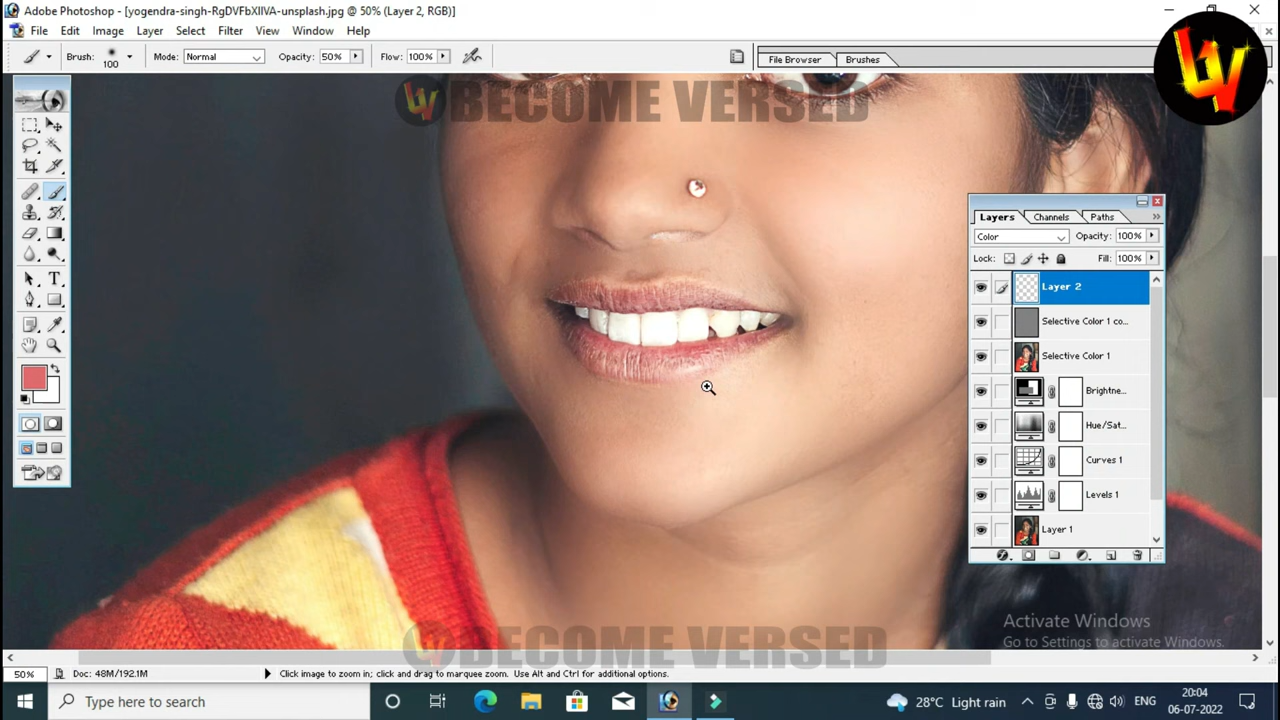 Adobe Photoshop - [yogendra-singh-RgDVFbXIIVA-unsplash.jpg @ 50% (Layer 2, RGB)]
File Edit Image Layer Select Filter View Window Help
Brush: 100 Mode: Normal Opacity: 50% Flow: 100% File Browser Brushes
BECOME VERSED
Layers Channels Paths
Color Opacity: 100%
Lock: Fill: 100%
Layer 2
Selective Color 1 co...
Selective Color 1
Brightne...
Hue/Sat...
Curves 1
Levels 1
Layer 1
Activate Windows
Go to Settings to activate Windows.
BECOME VERSED
50% Doc: 48M/192.1M Click image to zoom in; click and drag to marquee zoom. Use Alt and Ctrl for additional options.
Type here to search 28°C Light rain ENG 20:04
06-07-2022